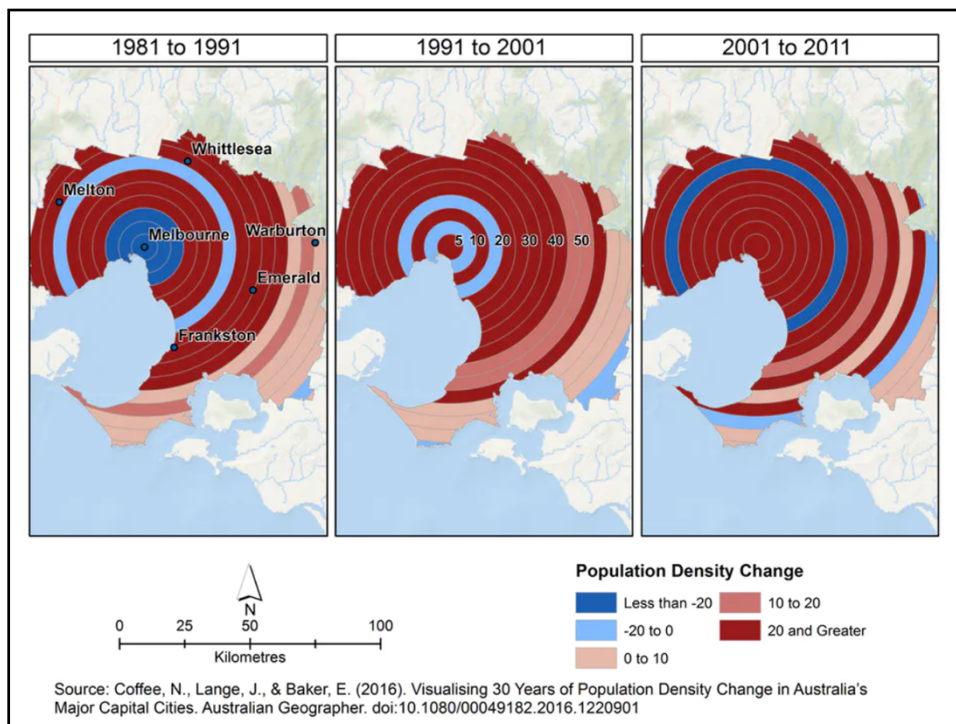 1981 to 1991
1991 to 2001
2001 to 2011
Whittlesea
Melton
Melbourne
Warburton
Emerald
Frankston
5 10 20 30 40 50
N
0 25 50 100
Kilometres
Population Density Change
Less than -20
-20 to 0
0 to 10
10 to 20
20 and Greater
Source: Coffee, N., Lange, J., & Baker, E. (2016). Visualising 30 Years of Population Density Change in Australia's
Major Capital Cities. Australian Geographer. doi:10.1080/00049182.2016.1220901